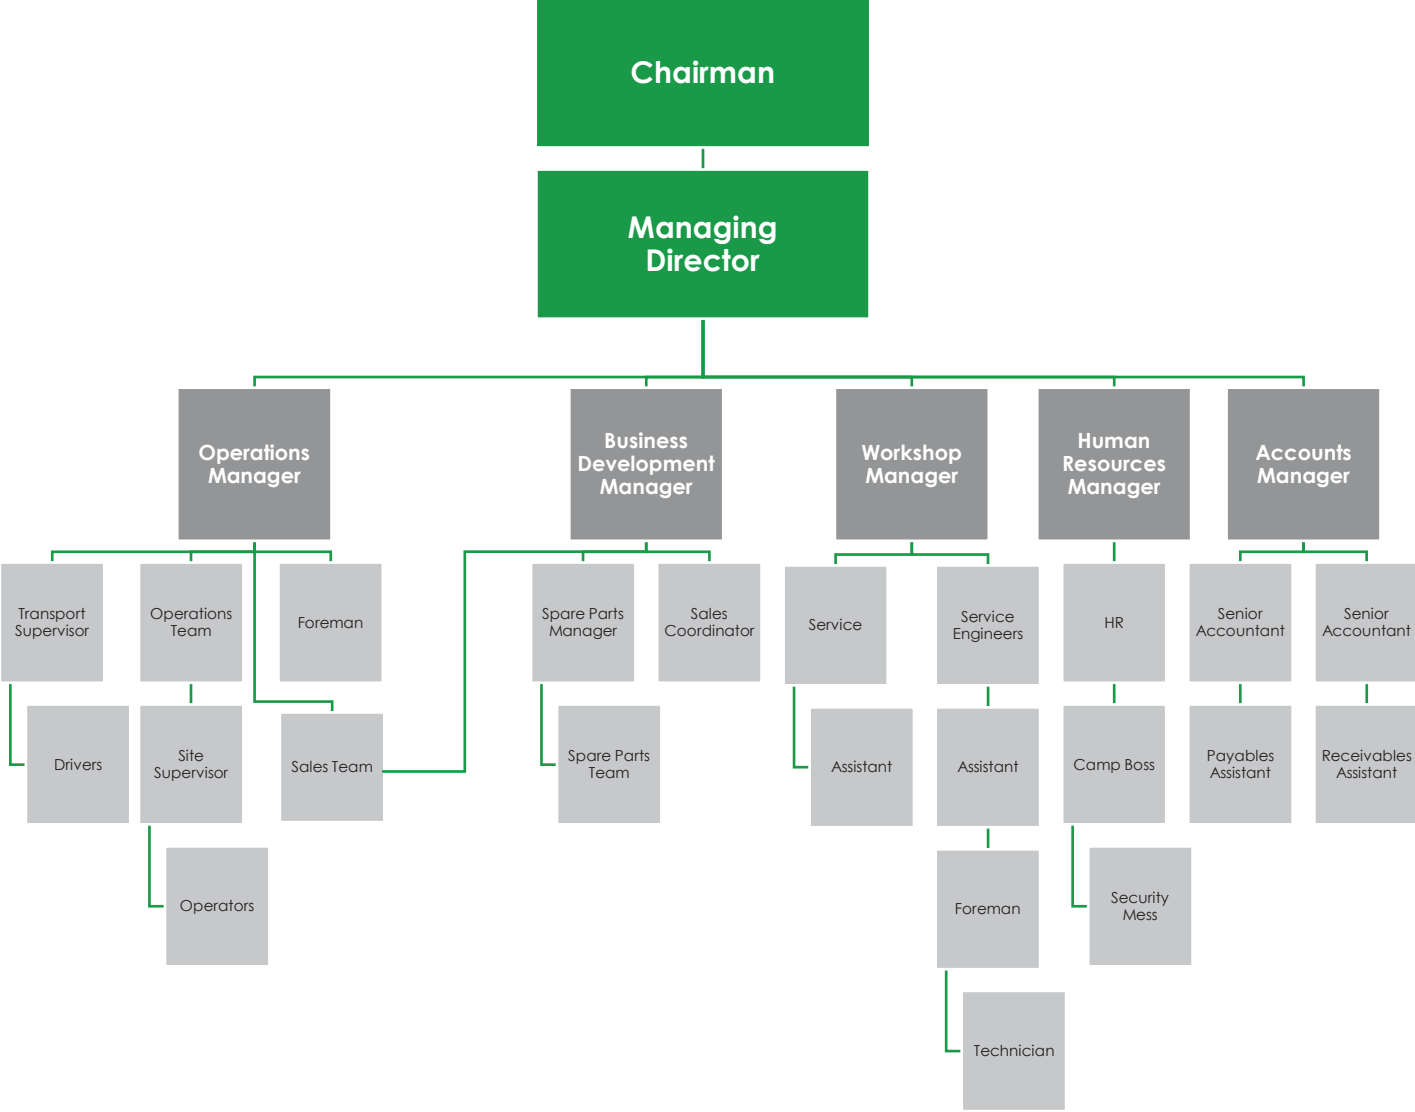 Chairman
Managing
Director
Operations
Manager
Business
Development
Manager
Workshop
Manager
Human
Resources
Manager
Accounts
Manager
Transport
Supervisor
Operations
Team
Foreman
Spare Parts
Manager
Sales
Coordinator
Service
Service
Engineers
HR
Senior
Accountant
Senior
Accountant
Drivers
Site
Supervisor
Sales Team
Spare Parts
Team
Assistant
Assistant
Camp Boss
Payables
Assistant
Receivables
Assistant
Operators
Foreman
Security
Mess
Technician